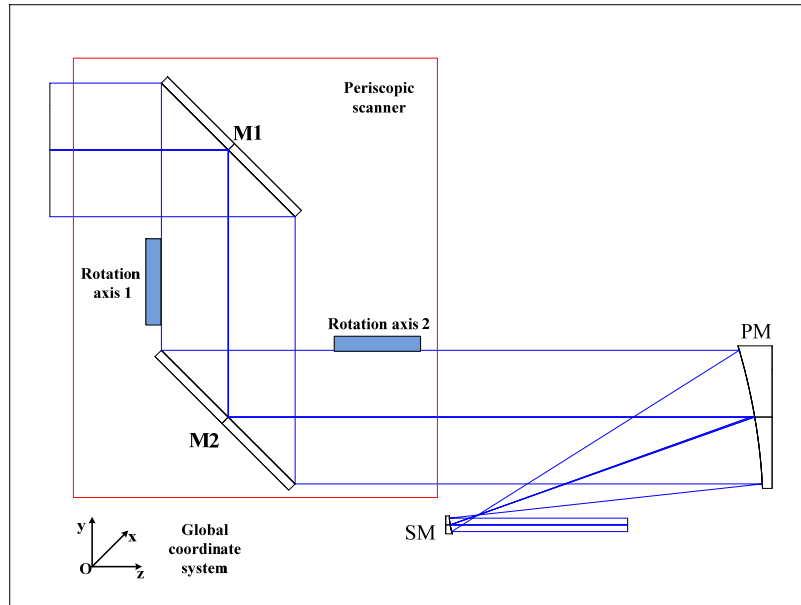 Periscopic
scanner
M1
Rotation
axis 1
Rotation axis 2
PM
M2
SM
y
x
O
z
Global
coordinate
system